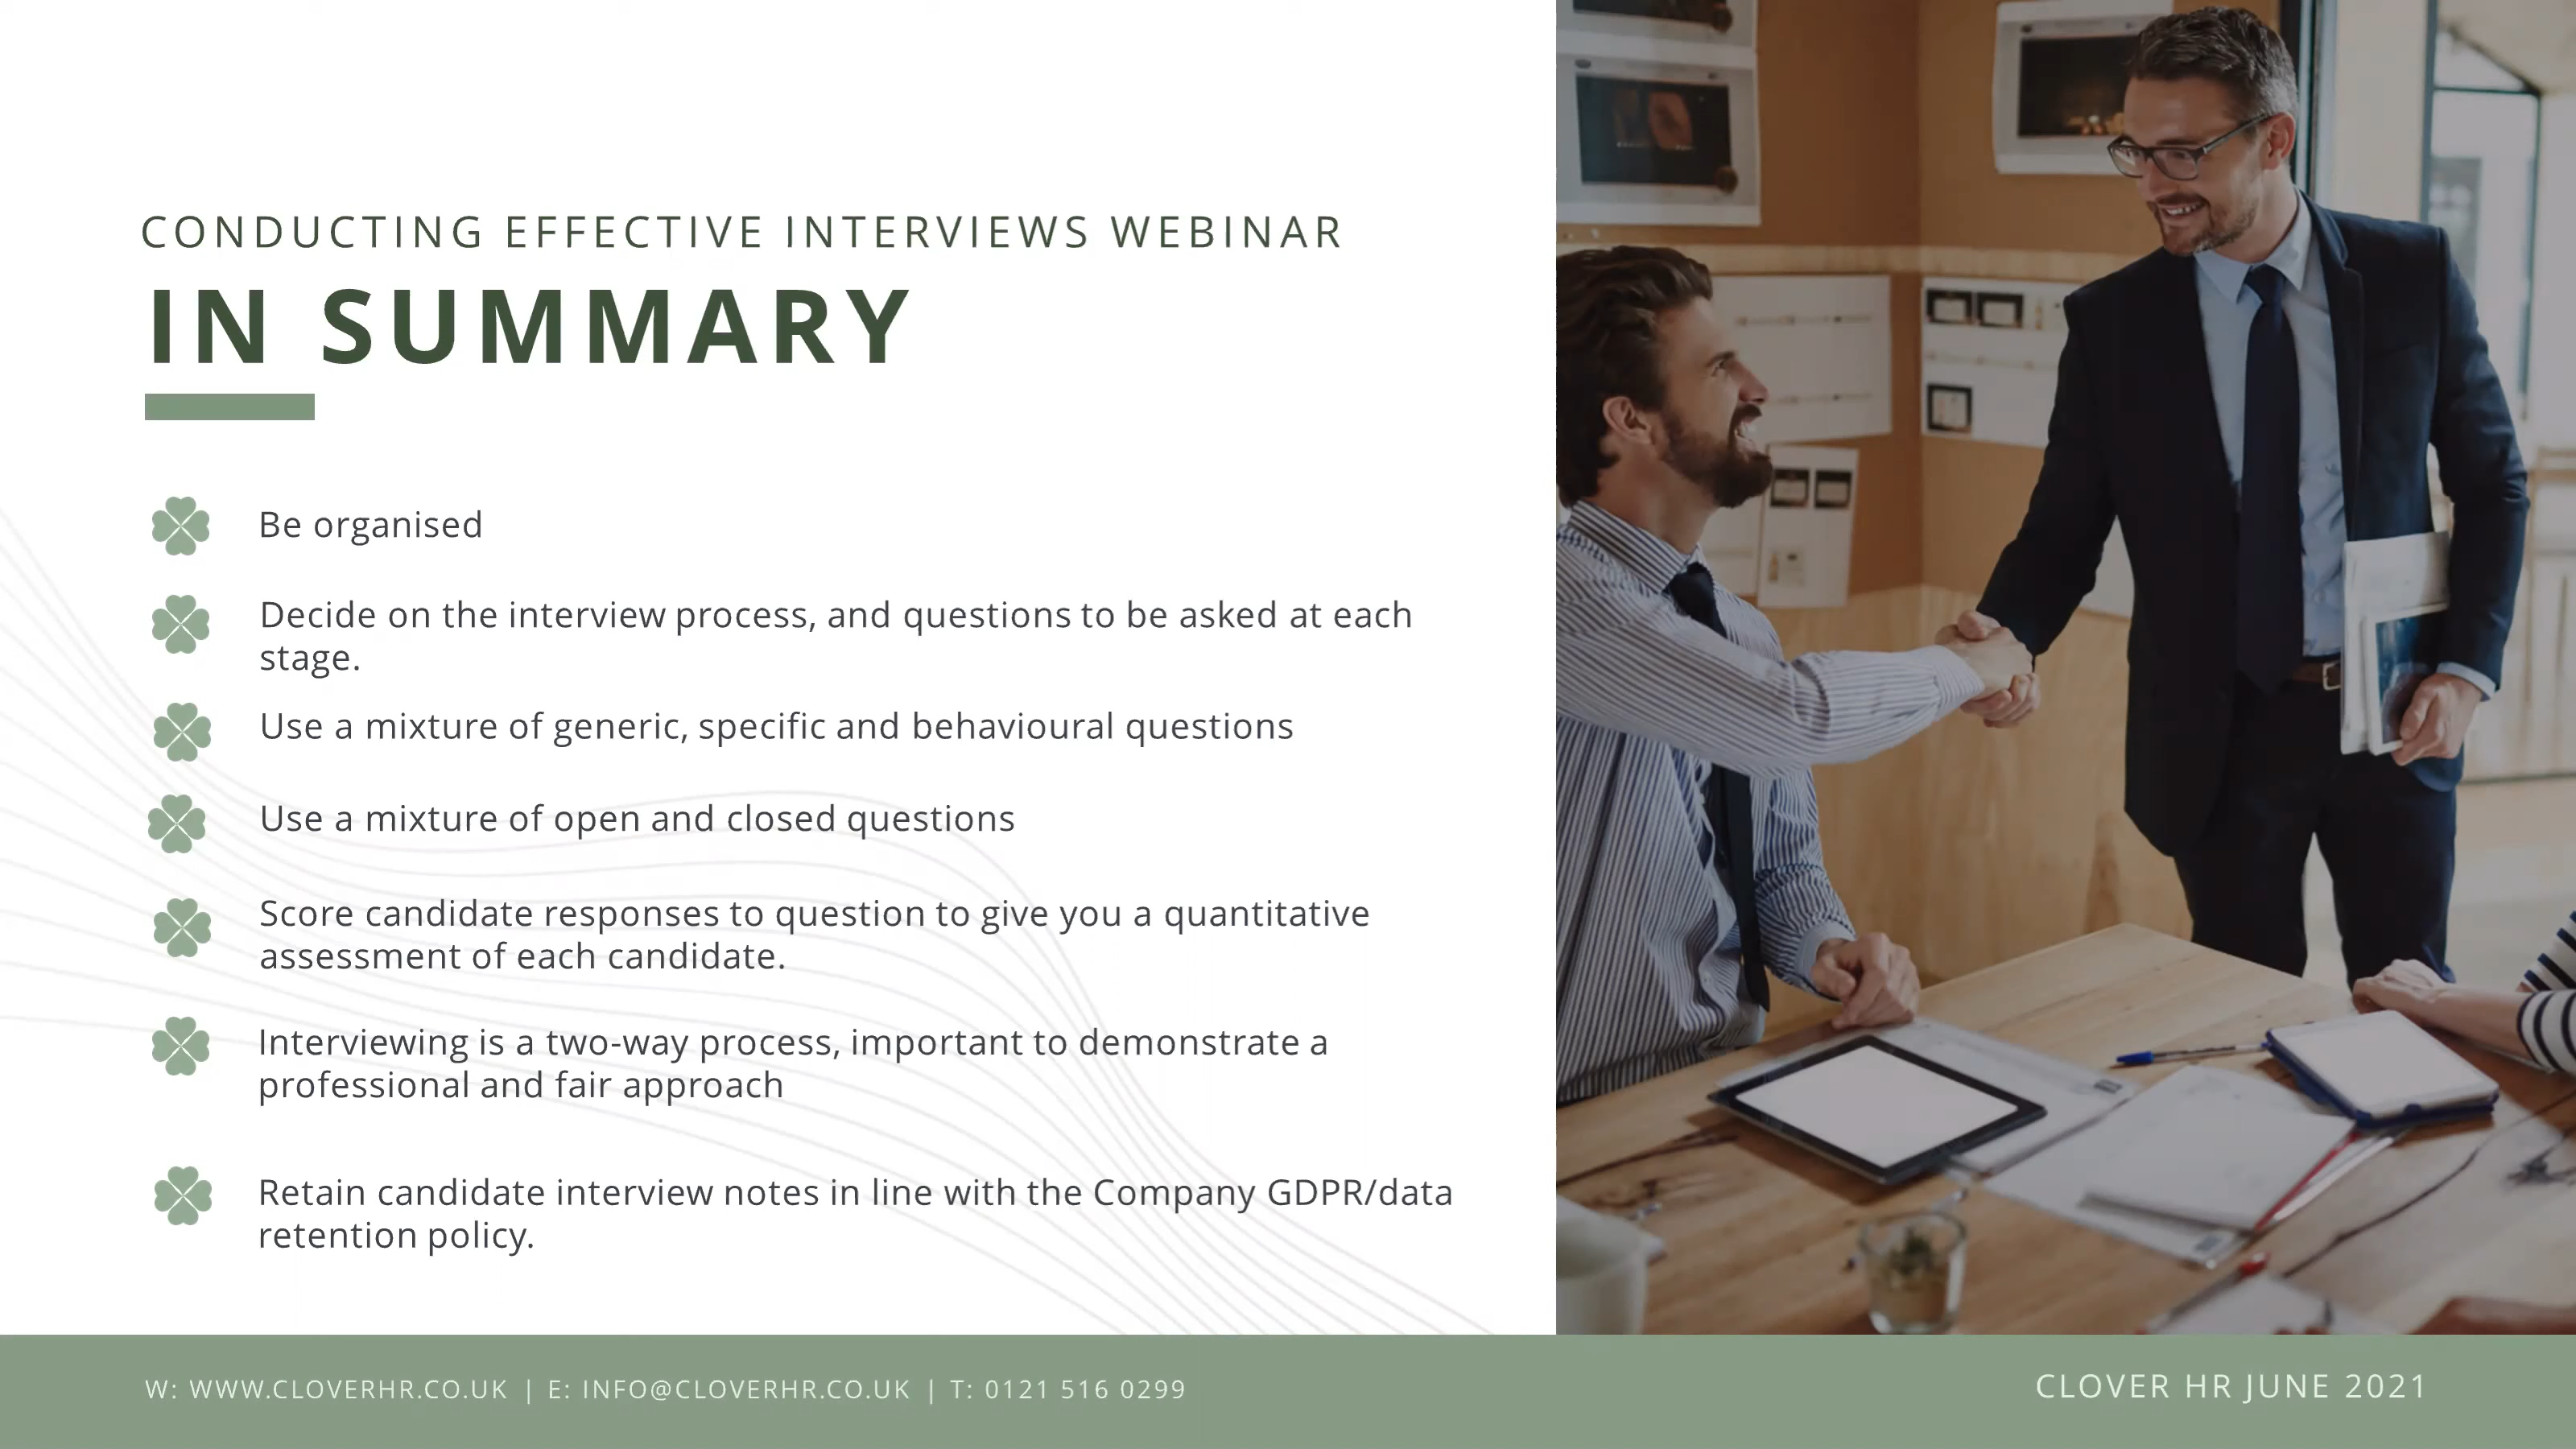 CONDUCTING EFFECTIVE INTERVIEWS WEBINAR
IN SUMMARY
Be organised
Decide on the interview process, and questions to be asked at each
stage.
Use a mixture of generic, specific and behavioural questions
Use a mixture of open and closed questions
Score candidate responses to question to give you a quantitative
assessment of each candidate.
Interviewing is a two-way process, important to demonstrate a
professional and fair approach
Retain candidate interview notes in line with the Company GDPR/data
retention policy.
W: WWW.CLOVERHR.CO.UK | E: INFO@CLOVERHR.CO.UK | T: 0121 516 0299
CLOVER HR JUNE 2021